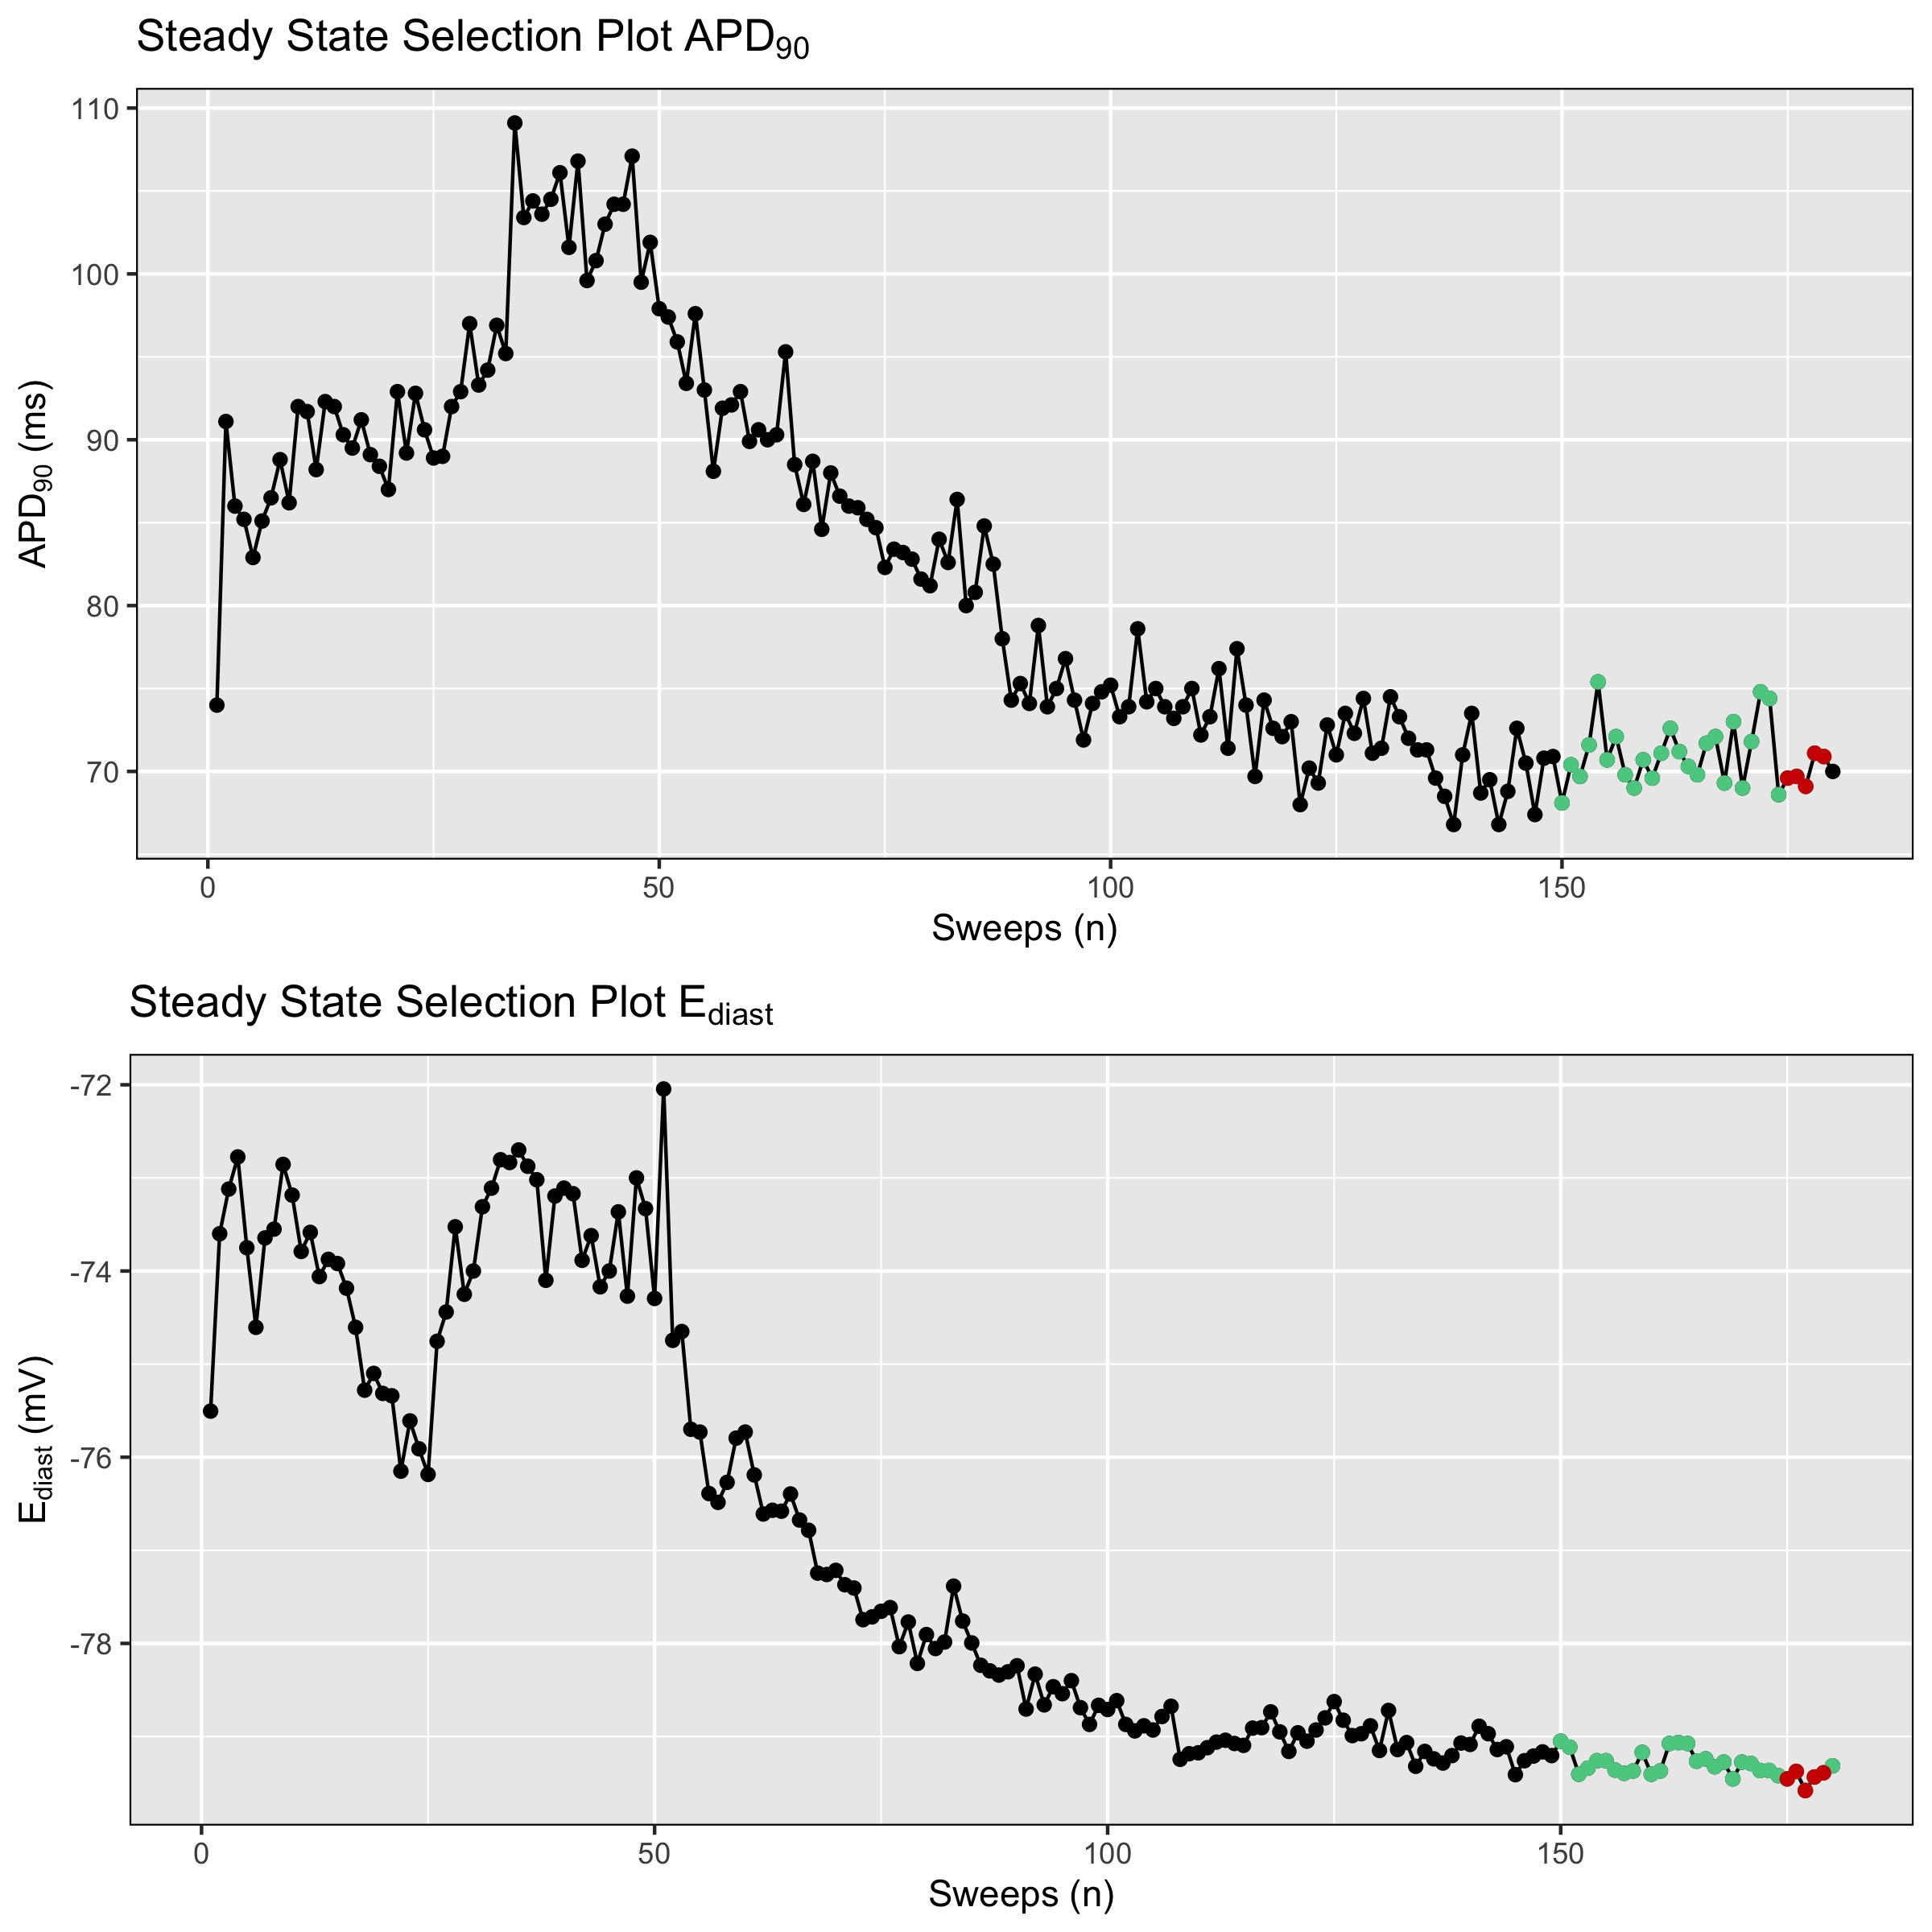 Steady State Selection Plot APD90
110
100
90
80
70
APD90 (ms)
0 50 100 150
Sweeps (n)
Steady State Selection Plot Ediast
-72
-74
-76
-78
Ediast (mV)
0 50 100 150
Sweeps (n)